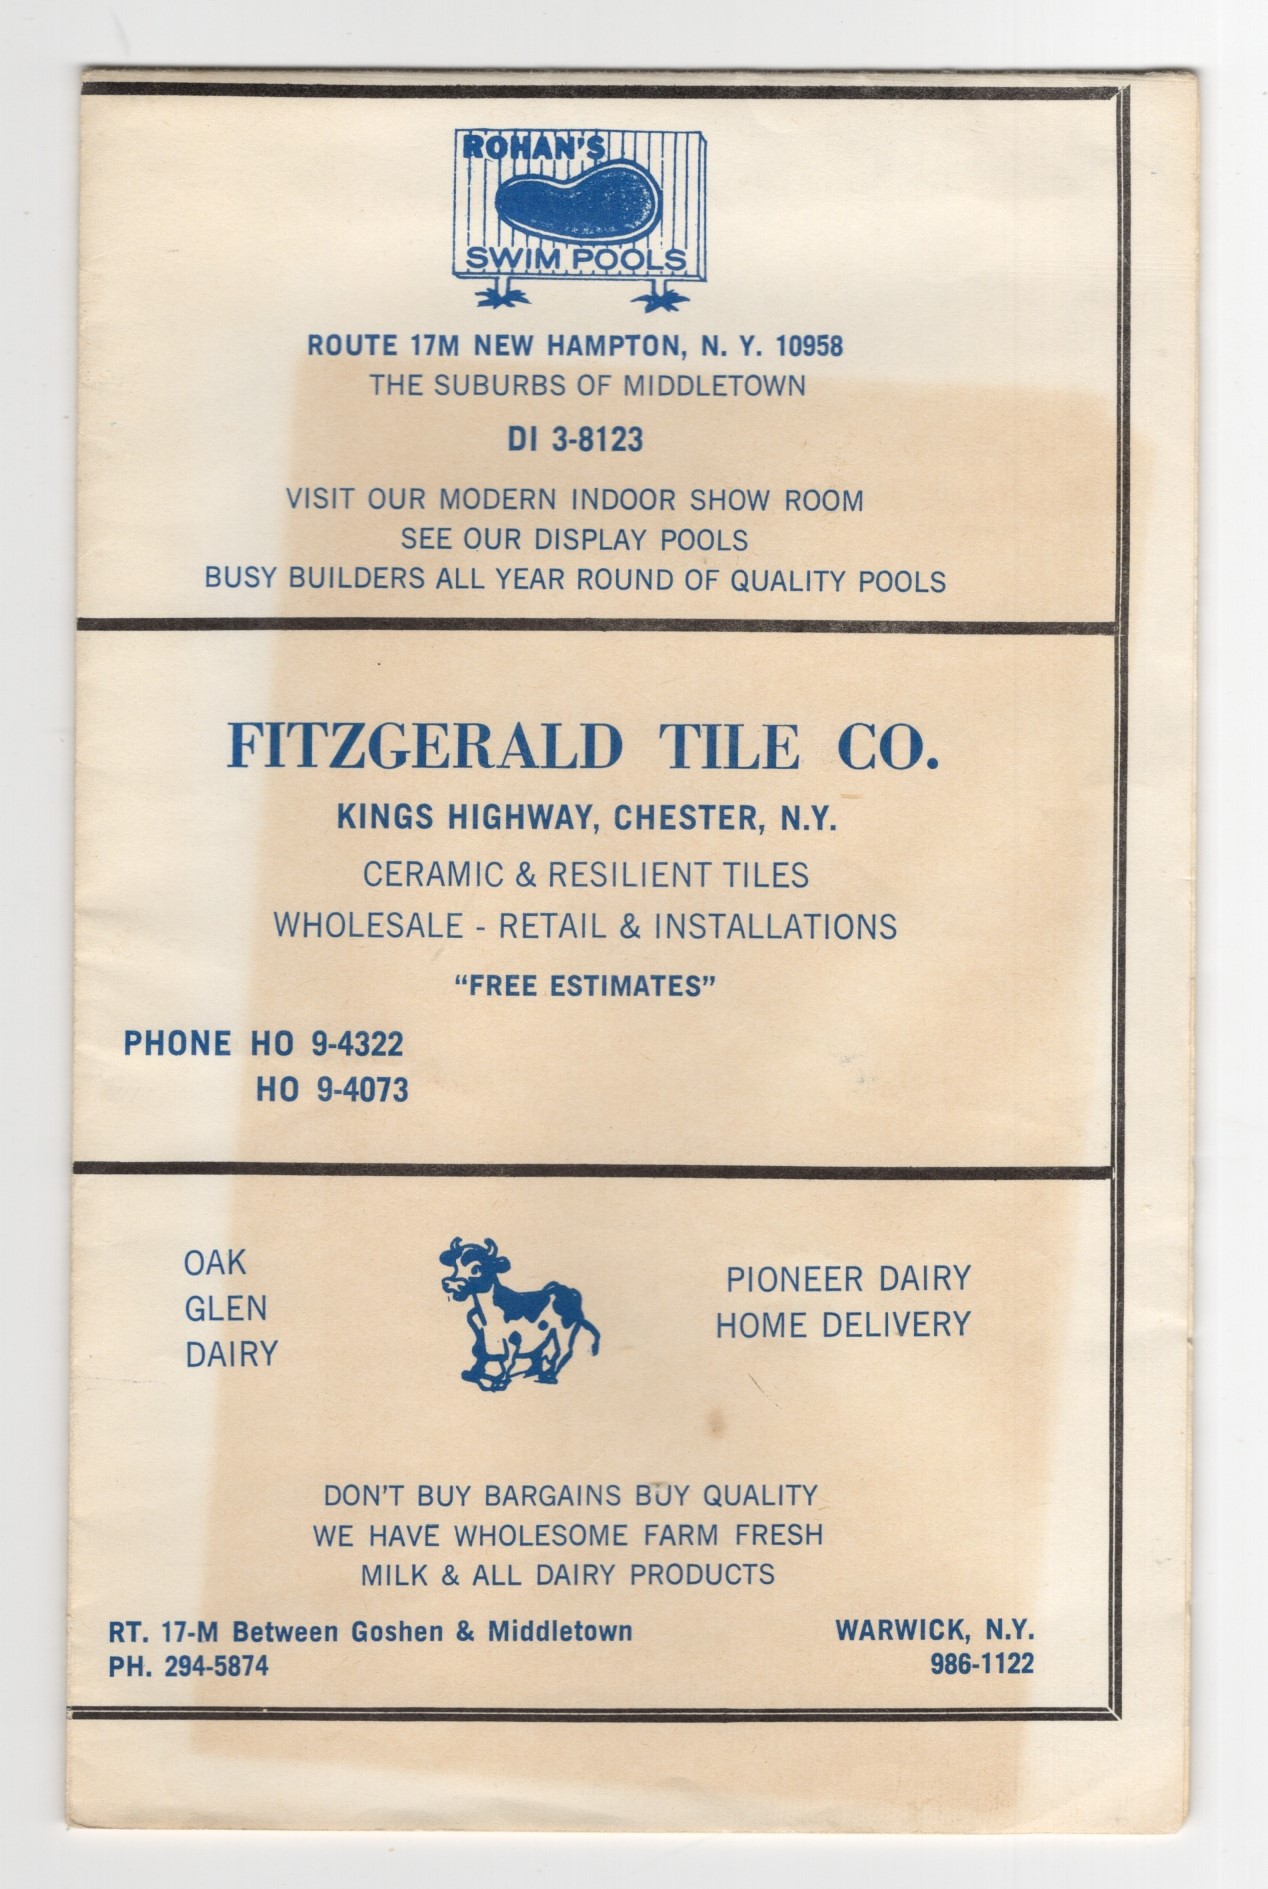 ROHAN'S
SWIM POOLS
ROUTE 17M NEW HAMPTON, N. Y. 10958
THE SUBURBS OF MIDDLETOWN
DI 3-8123
VISIT OUR MODERN INDOOR SHOW ROOM
SEE OUR DISPLAY POOLS
BUSY BUILDERS ALL YEAR ROUND OF QUALITY POOLS
FITZGERALD TILE CO.
KINGS HIGHWAY, CHESTER, N.Y.
CERAMIC & RESILIENT TILES
WHOLESALE - RETAIL & INSTALLATIONS
“FREE ESTIMATES”
PHONE HO 9-4322
HO 9-4073
OAK
GLEN
DAIRY
PIONEER DAIRY
HOME DELIVERY
DON'T BUY BARGAINS BUY QUALITY
WE HAVE WHOLESOME FARM FRESH
MILK & ALL DAIRY PRODUCTS
RT. 17-M Between Goshen & Middletown
PH. 294-5874
WARWICK, N.Y.
986-1122